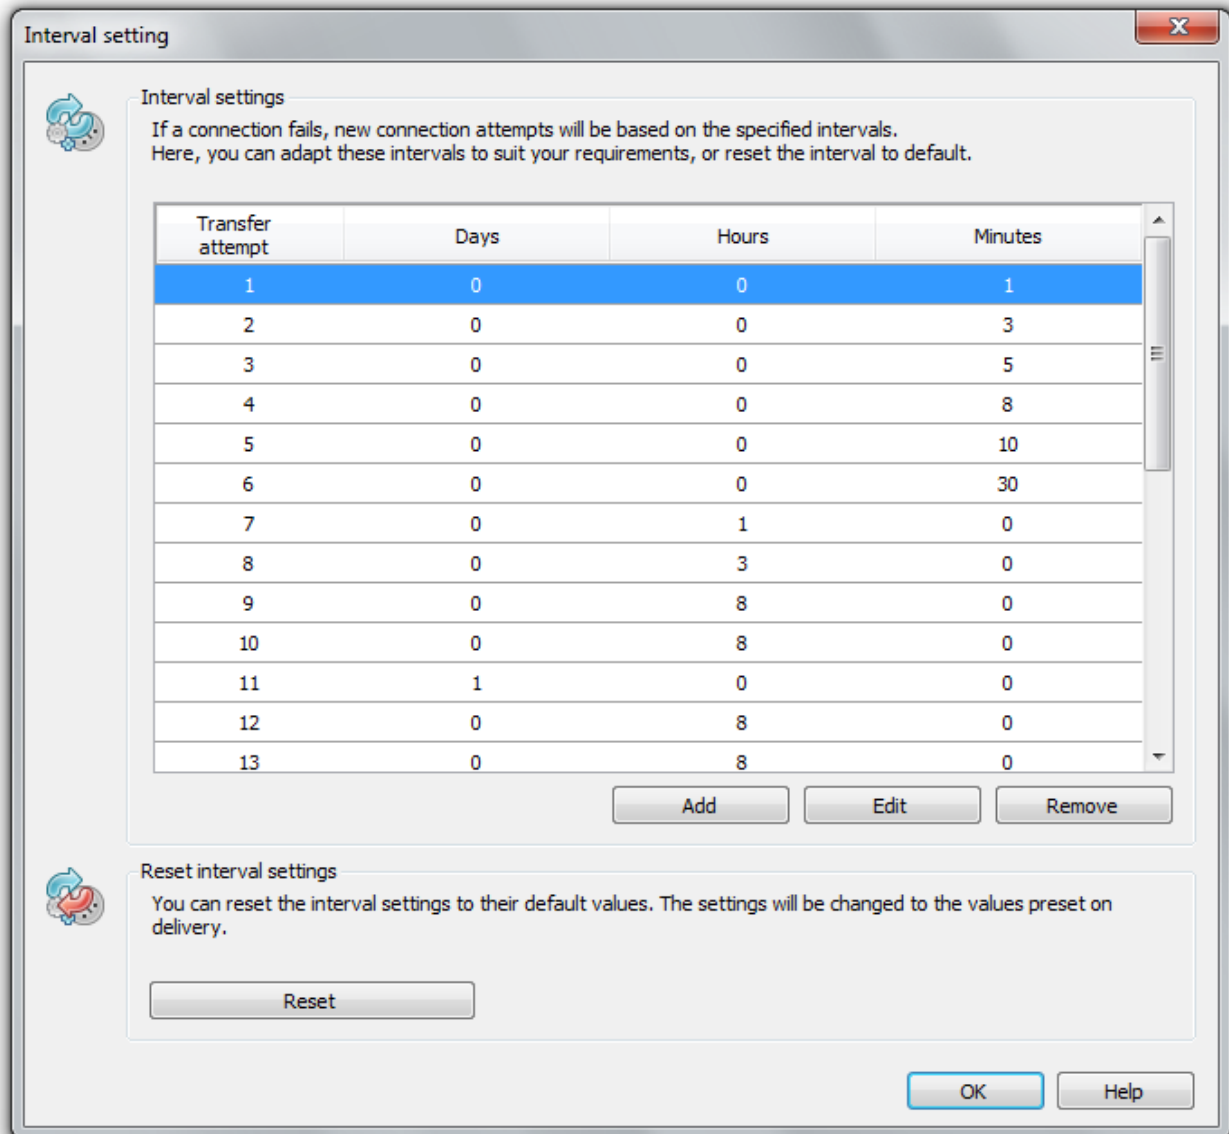 Interval setting
Interval settings
If a connection fails, new connection attempts will be based on the specified intervals.
Here, you can adapt these intervals to suit your requirements, or reset the interval to default.
Transfer
attempt Days Hours Minutes
1 0 0 1
2 0 0 3
3 0 0 5
4 0 0 8
5 0 0 10
6 0 0 30
7 0 1 0
8 0 3 0
9 0 8 0
10 0 8 0
11 1 0 0
12 0 8 0
13 0 8 0
Add Edit Remove
Reset interval settings
You can reset the interval settings to their default values. The settings will be changed to the values preset on
delivery.
Reset
OK Help